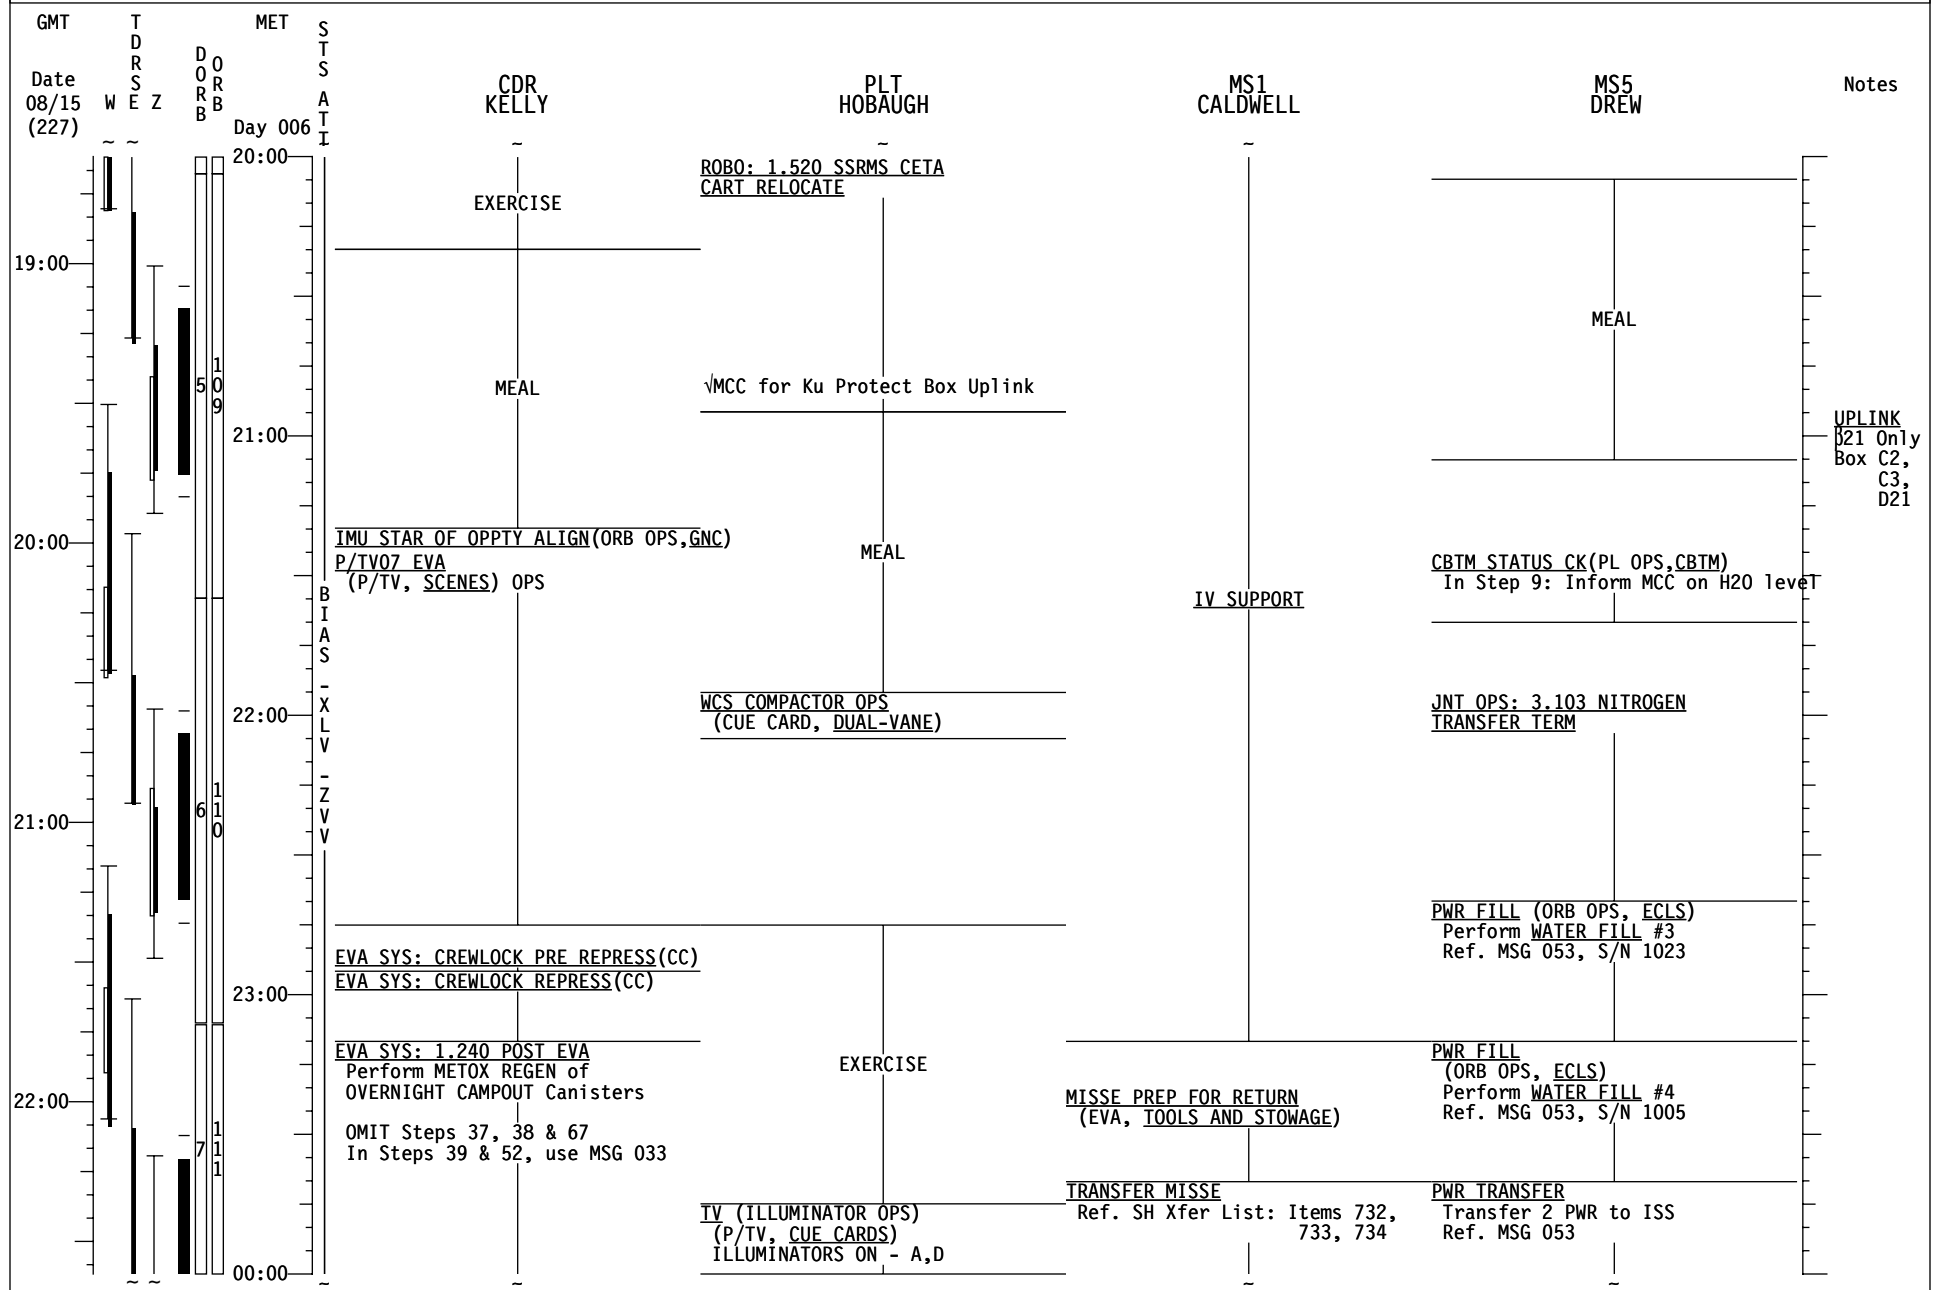 GMT
TDRS
MET
STS ATT
DORB
ORB
Date
08/15
(227)
W E Z
Day 006
CDR
KELLY
PLT
HOBAUGH
MS1
CALDWELL
MS5
DREW
Notes
~ ~ ~ ~ ~
20:00
ROBO: 1.520 SSRMS CETA
CART RELOCATE
EXERCISE
19:00
MEAL
5
109
MEAL
√MCC for Ku Protect Box Uplink
21:00
UPLINK
β21 Only
Box C2,
C3,
D21
20:00
IMU STAR OF OPPTY ALIGN(ORB OPS,GNC)
P/TV07 EVA
(P/TV, SCENES) OPS
MEAL
CBTM STATUS CK(PL OPS,CBTM)
In Step 9: Inform MCC on H2O level
BIAS -XLV -ZVV
IV SUPPORT
WCS COMPACTOR OPS
(CUE CARD, DUAL-VANE)
JNT OPS: 3.103 NITROGEN
TRANSFER TERM
22:00
6
110
21:00
PWR FILL (ORB OPS, ECLS)
Perform WATER FILL #3
Ref. MSG 053, S/N 1023
EVA SYS: CREWLOCK PRE REPRESS(CC)
EVA SYS: CREWLOCK REPRESS(CC)
23:00
EVA SYS: 1.240 POST EVA
Perform METOX REGEN of
OVERNIGHT CAMPOUT Canisters
OMIT Steps 37, 38 & 67
In Steps 39 & 52, use MSG 033
EXERCISE
PWR FILL
(ORB OPS, ECLS)
Perform WATER FILL #4
Ref. MSG 053, S/N 1005
22:00
MISSE PREP FOR RETURN
(EVA, TOOLS AND STOWAGE)
7
111
TRANSFER MISSE
Ref. SH Xfer List: Items 732,
733, 734
PWR TRANSFER
Transfer 2 PWR to ISS
Ref. MSG 053
TV (ILLUMINATOR OPS)
(P/TV, CUE CARDS)
ILLUMINATORS ON - A,D
00:00
~ ~ ~ ~ ~ ~